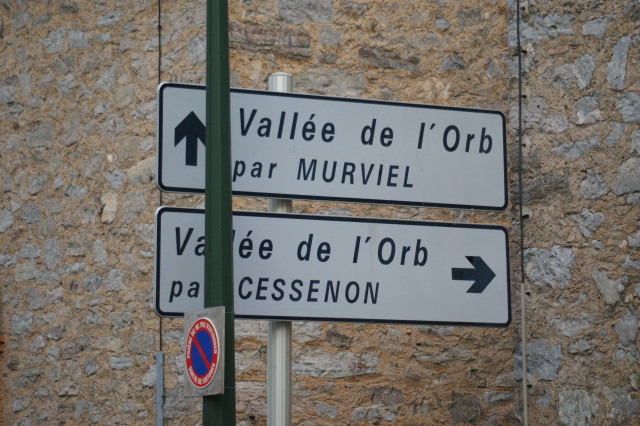 Vallée de l'Orb
par MURVIEL
Vallée de l'Orb
par CESSENON